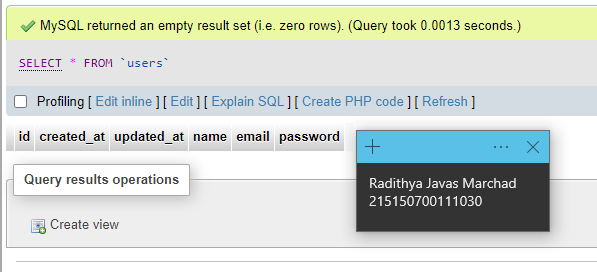 MySQL returned an empty result set (i.e. zero rows). (Query took 0.0013 seconds.)
SELECT * FROM `users`
Profiling [ Edit inline ] [ Edit ] [ Explain SQL ] [ Create PHP code ] [ Refresh ]
id created_at updated_at name email password
Query results operations
Create view
Radithya Javas Marchad
215150700111030